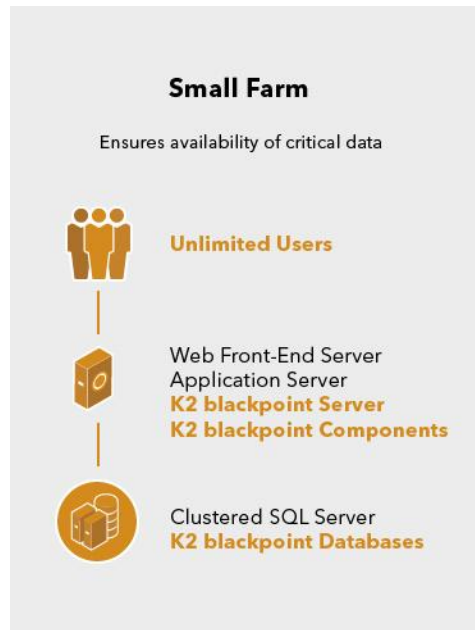 Small Farm
Ensures availability of critical data
Unlimited Users
Web Front-End Server
Application Server
K2 blackpoint Server
K2 blackpoint Components
Clustered SQL Server
K2 blackpoint Databases